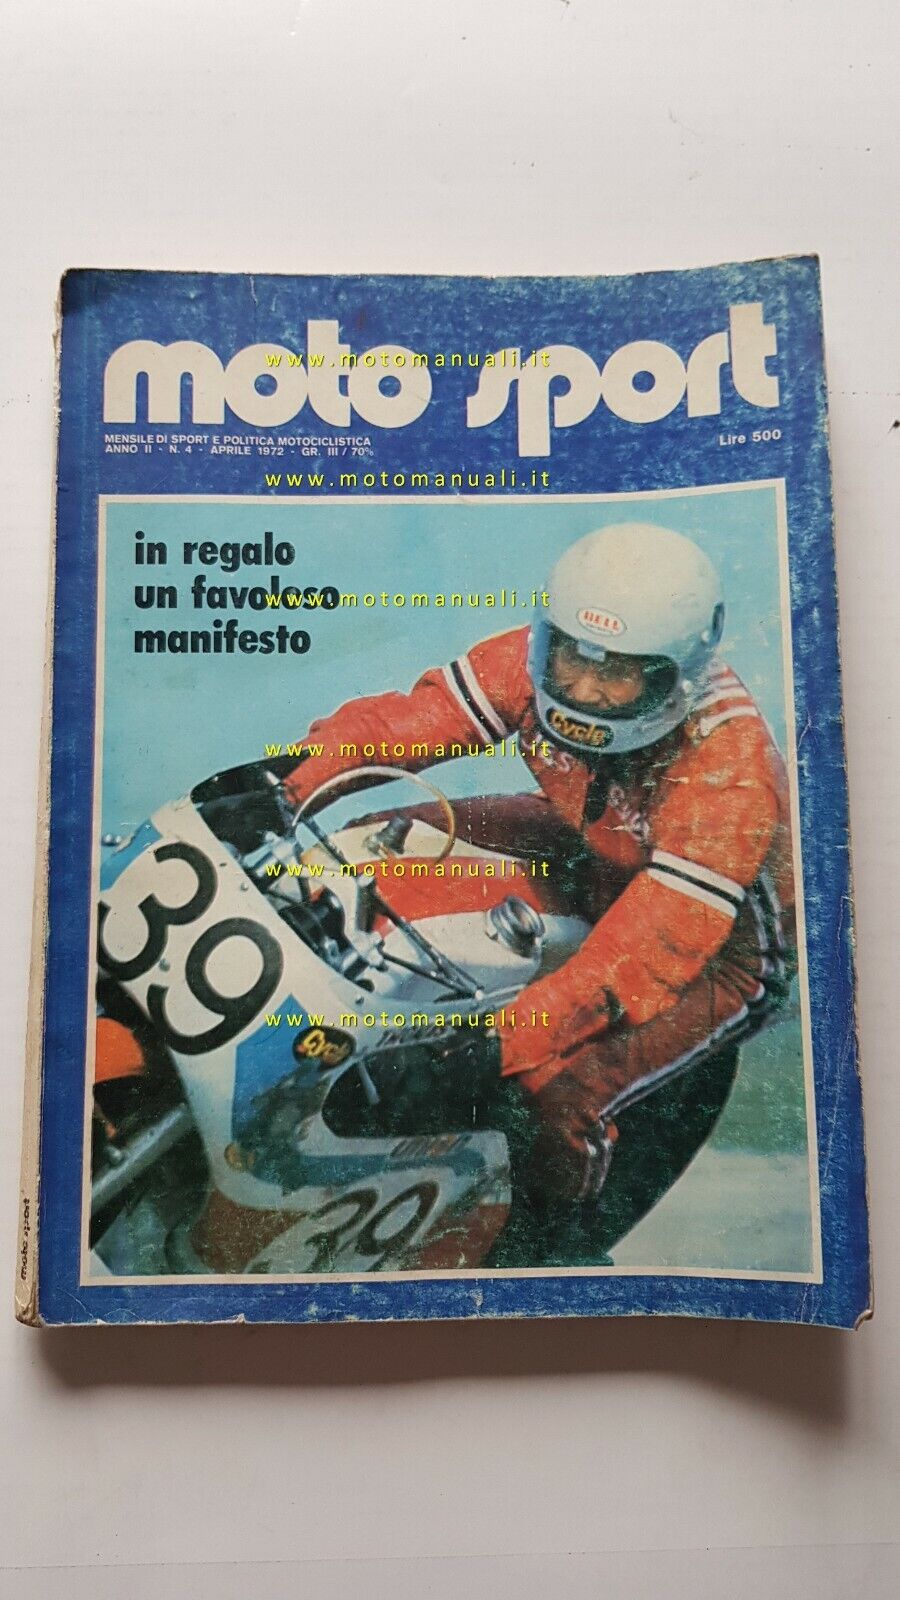 moto sport
MENSILE DI SPORT E POLITICA MOTOCICLISTICA
ANNO II - N. 4 - APRILE 1972 - GR. III / 70%
Lire 500
in regalo
un favoloso
manifesto
BELL
Cycle
39
Cycle
39
moto sport
www.motomanuali.it
www.motomanuali.it
www.motomanuali.it
www.motomanuali.it
www.motomanuali.it
www.motomanuali.it